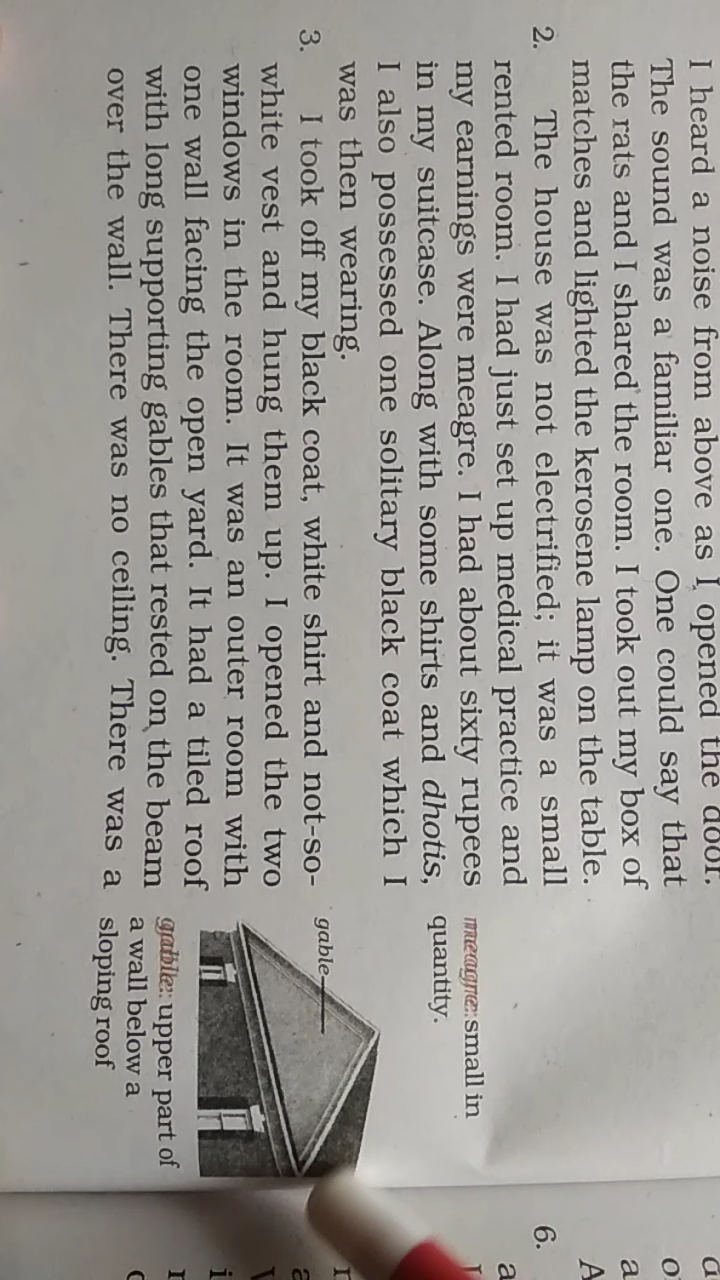 I heard a noise from above as I opened the door.
The sound was a familiar one. One could say that
the rats and I shared the room. I took out my box of
matches and lighted the kerosene lamp on the table.
2. The house was not electrified; it was a small
rented room. I had just set up medical practice and
my earnings were meagre. I had about sixty rupees
in my suitcase. Along with some shirts and dhotis,
I also possessed one solitary black coat which I
was then wearing.
3. I took off my black coat, white shirt and not-so-
white vest and hung them up. I opened the two
windows in the room. It was an outer room with
one wall facing the open yard. It had a tiled roof
with long supporting gables that rested on the beam
over the wall. There was no ceiling. There was a
meagre: small in
quantity.
gable
gable: upper part of
a wall below a
sloping roof
6.